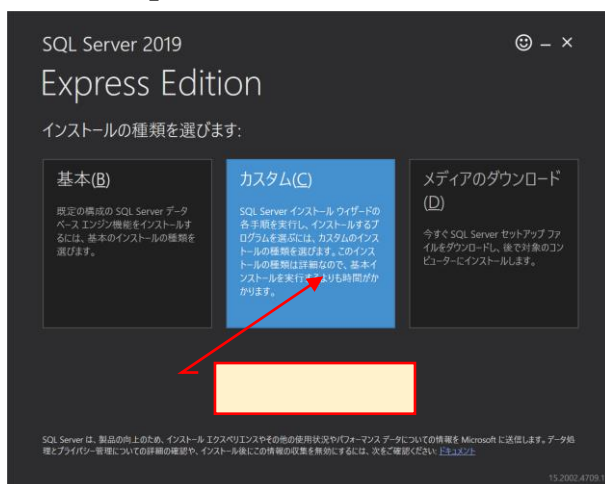 SQL Server 2019
Express Edition
インストールの種類を選びます:
基本(B)
既定の構成の SQL Server データ
ベース エンジン機能をインストールす
るには、基本のインストールの種類を
選びます。
カスタム(C)
SQL Server インストール ウィザードの
各手順を実行し、インストールするプ
ログラムを選ぶには、カスタムのインス
トールの種類を選びます。このインス
トールの種類は詳細なので、基本イ
ンストールを実行するよりも時間がか
かります。
メディアのダウンロード
(D)
今すぐ SQL Server セットアップ ファ
イルをダウンロードし、後で対象のコン
ピューターにインストールします。
SQL Server は、製品の向上のため、インストール エクスペリエンスやその他の使用状況やパフォーマンス データについての情報を Microsoft に送信します。データ処
理とプライバシー管理についての詳細の確認や、インストール後にこの情報の収集を無効にするには、次をご確認ください: ドキュメント
15.2002.4709.1